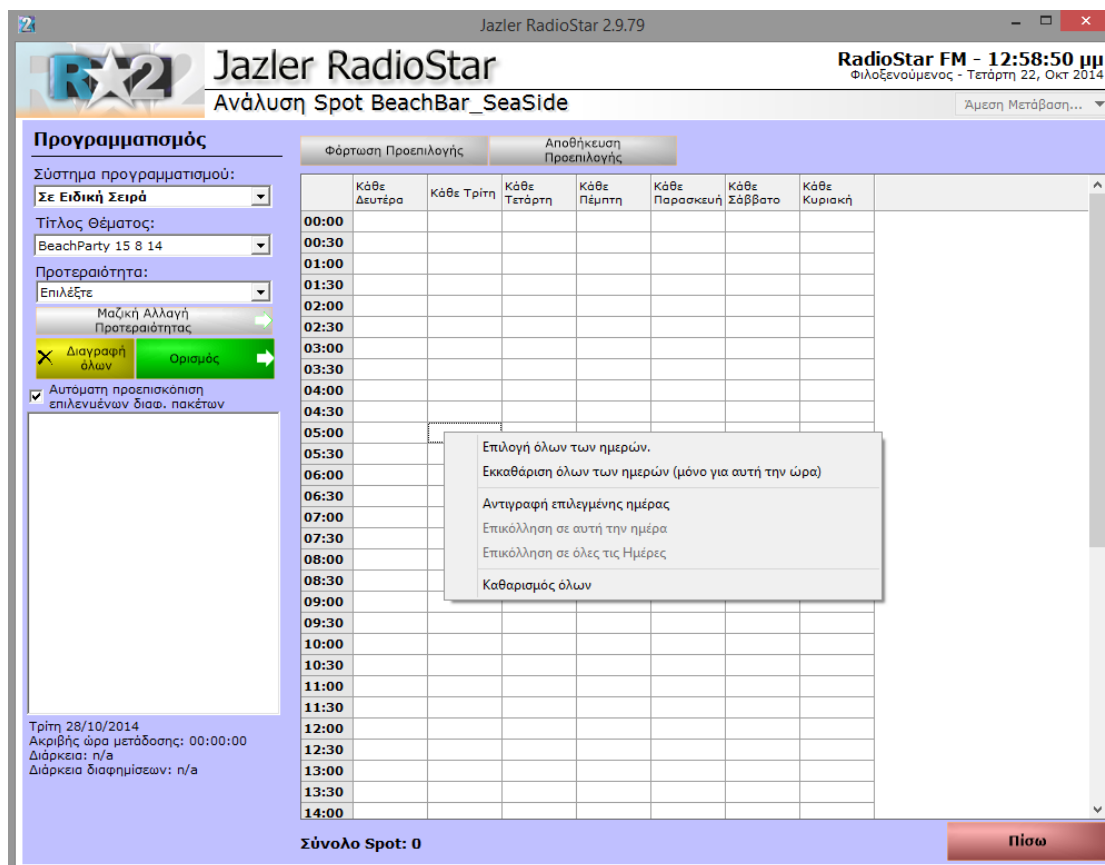 Jazler RadioStar 2.9.79
Jazler RadioStar
RadioStar FM - 12:58:50 μμ
Φιλοξενούμενος - Τετάρτη 22, Οκτ 2014
Ανάλυση Spot BeachBar_SeaSide
Άμεση Μετάβαση...
Προγραμματισμός
Σύστημα προγραμματισμού:
Σε Ειδική Σειρά
Τίτλος Θέματος:
BeachParty 15 8 14
Προτεραιότητα:
Επιλέξτε
Μαζική Αλλαγή
Προτεραιότητας
Διαγραφή
όλων
Ορισμός
Αυτόματη προεπισκόπιση
επιλεγμένων διαφ. πακέτων
Τρίτη 28/10/2014
Ακριβής ώρα μετάδοσης: 00:00:00
Διάρκεια: n/a
Διάρκεια διαφημίσεων: n/a
Φόρτωση Προεπιλογής
Αποθήκευση
Προεπιλογής
Κάθε Δευτέρα
Κάθε Τρίτη
Κάθε Τετάρτη
Κάθε Πέμπτη
Κάθε Παρασκευή
Κάθε Σάββατο
Κάθε Κυριακή
00:00
00:30
01:00
01:30
02:00
02:30
03:00
03:30
04:00
04:30
05:00
05:30
06:00
06:30
07:00
07:30
08:00
08:30
09:00
09:30
10:00
10:30
11:00
11:30
12:00
12:30
13:00
13:30
14:00
Επιλογή όλων των ημερών.
Εκκαθάριση όλων των ημερών (μόνο για αυτή την ώρα)
Αντιγραφή επιλεγμένης ημέρας
Επικόλληση σε αυτή την ημέρα
Επικόλληση σε όλες τις Ημέρες
Καθαρισμός όλων
Σύνολο Spot: 0
Πίσω